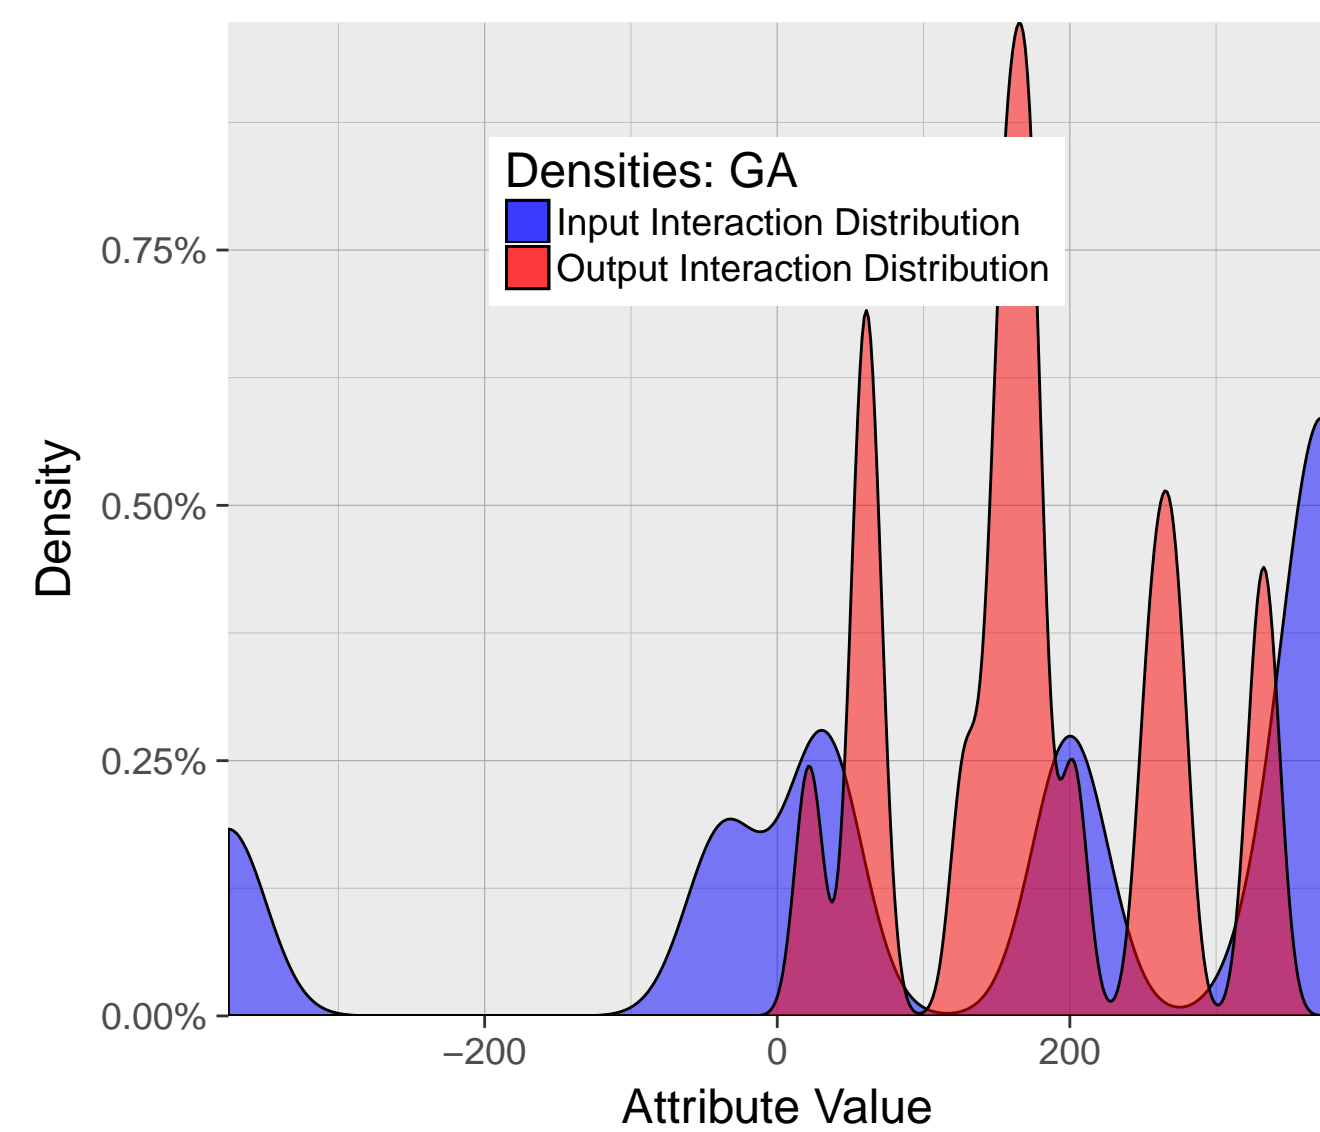 Densities: GA
Input Interaction Distribution
Output Interaction Distribution
0.75%
0.50%
0.25%
0.00%
Density
−200
0
200
Attribute Value